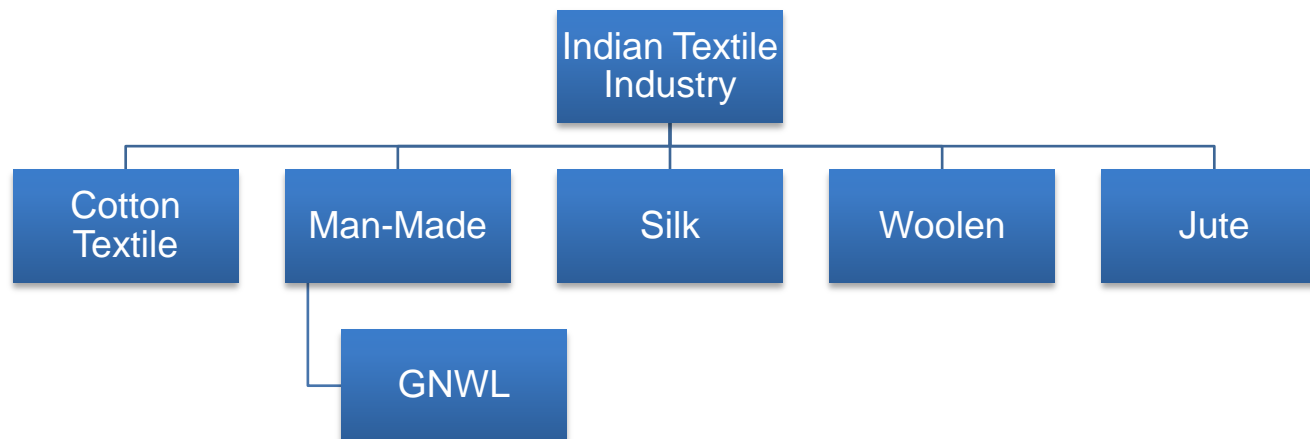 Indian Textile
Industry
Cotton
Textile
Man-Made
Silk
Woolen
Jute
GNWL